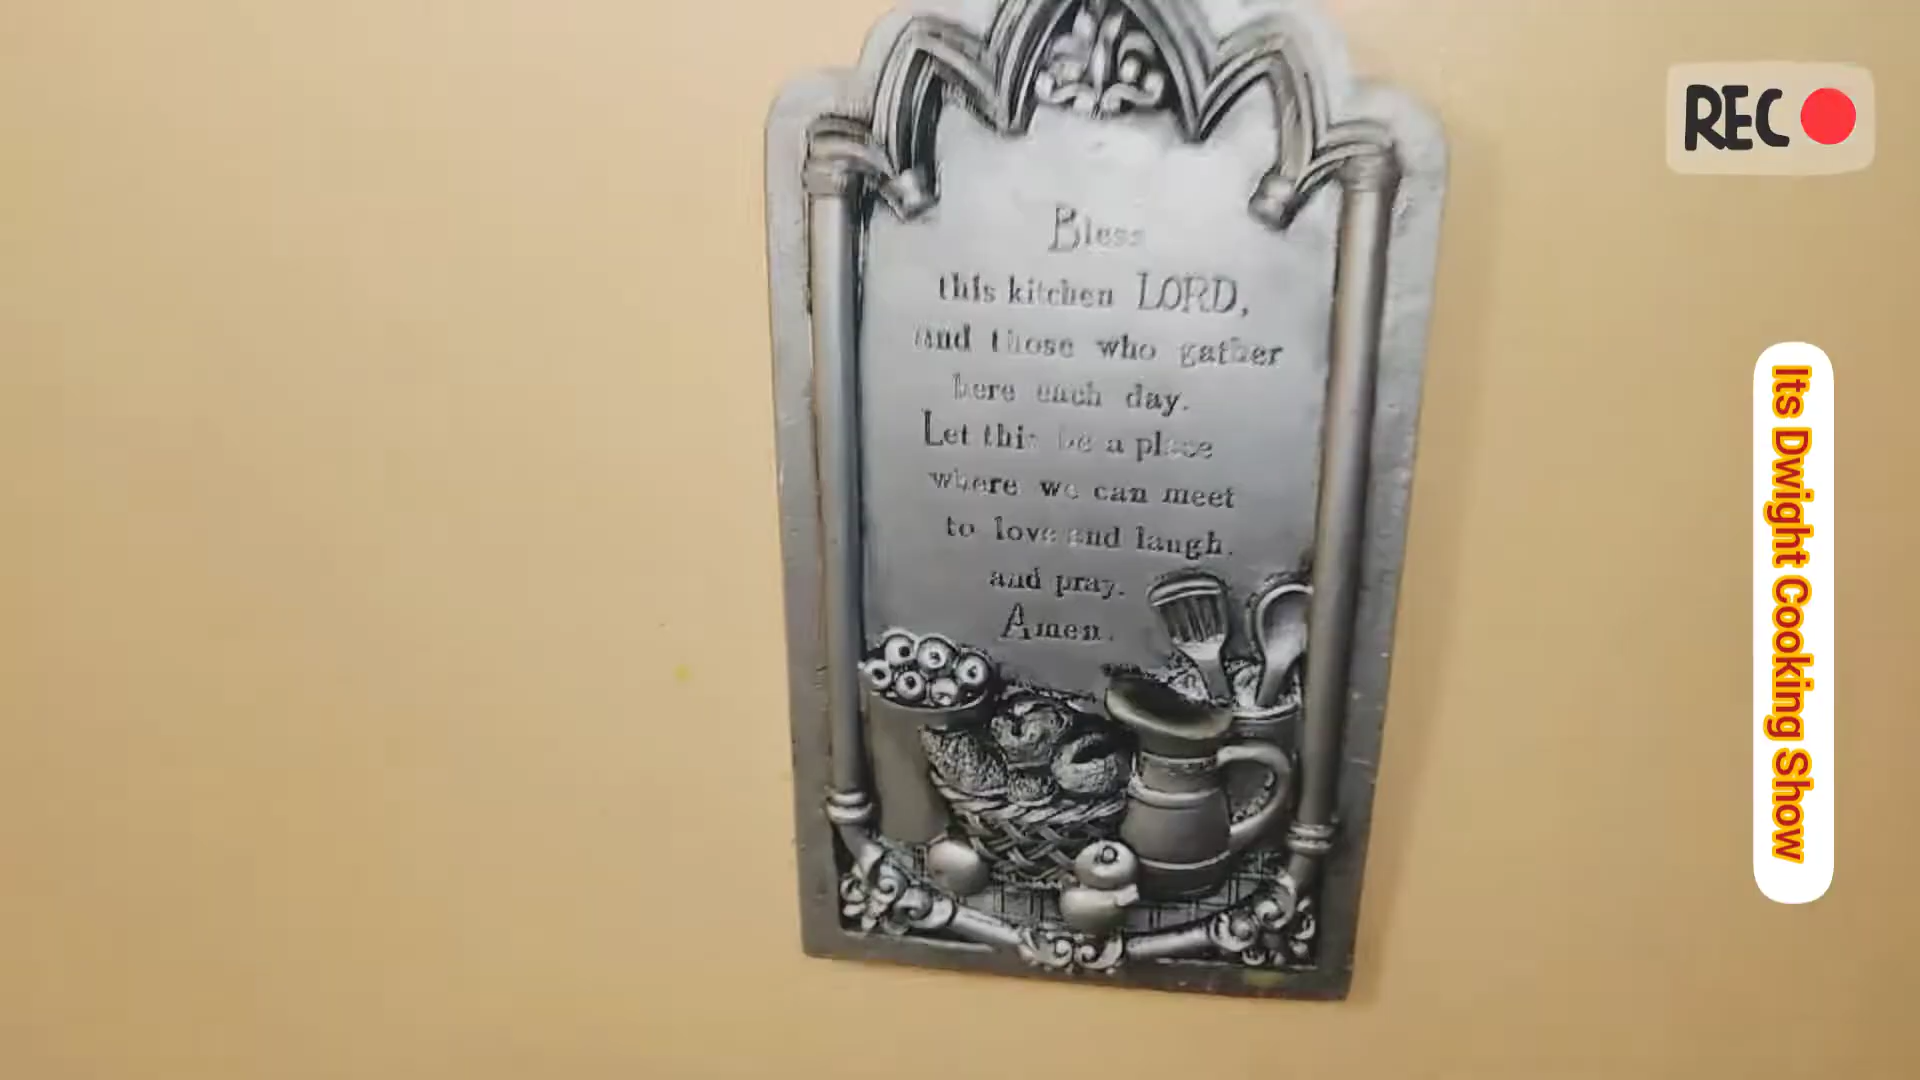 REC
Bless
this kitchen LORD,
and those who gather
here each day.
Let this be a place
where we can meet
to love and laugh,
and pray.
Amen.
Its Dwight Cooking Show